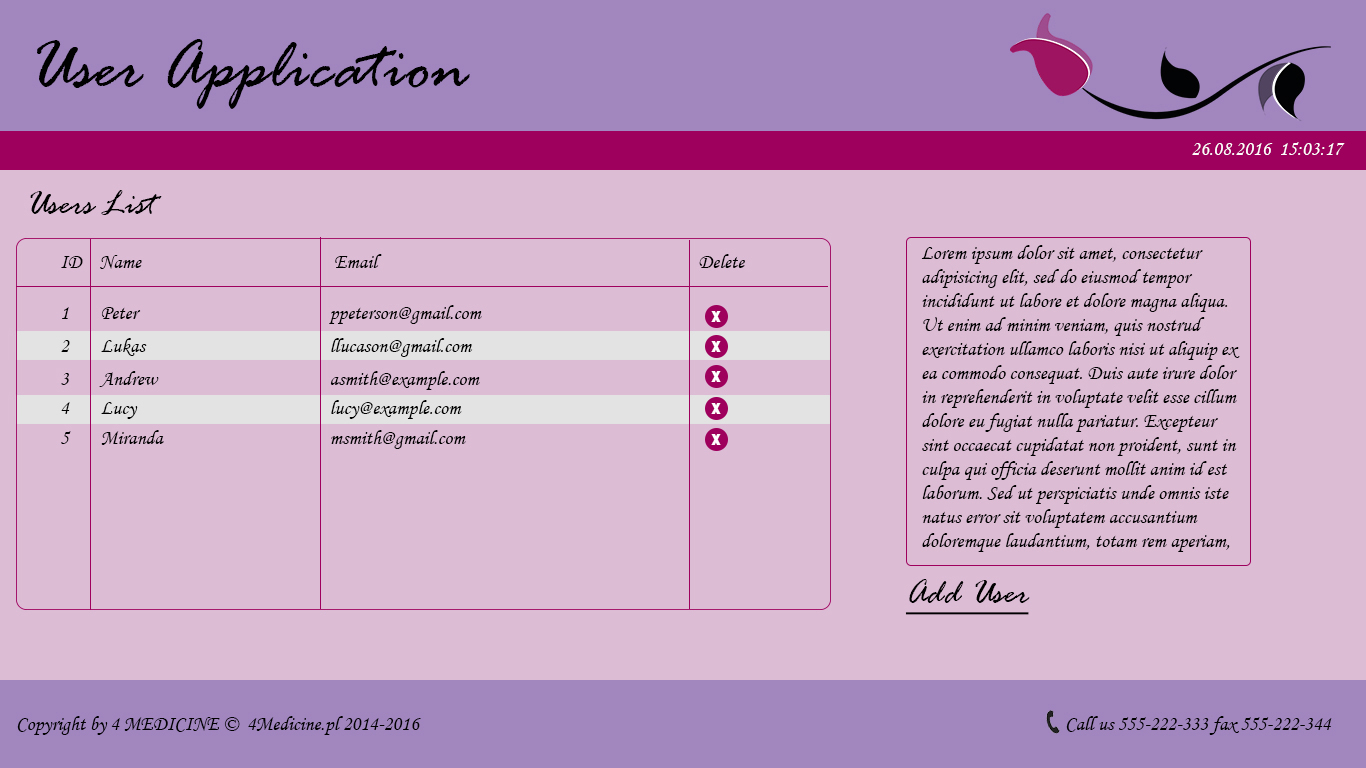 User Application
26.08.2016 15:03:17
Users List
ID Name Email Delete
1 Peter ppeterson@gmail.com X
2 Lukas llucason@gmail.com X
3 Andrew asmith@example.com X
4 Lucy lucy@example.com X
5 Miranda msmith@gmail.com X
Lorem ipsum dolor sit amet, consectetur
adipisicing elit, sed do eiusmod tempor
incididunt ut labore et dolore magna aliqua.
Ut enim ad minim veniam, quis nostrud
exercitation ullamco laboris nisi ut aliquip ex
ea commodo consequat. Duis aute irure dolor
in reprehenderit in voluptate velit esse cillum
dolore eu fugiat nulla pariatur. Excepteur
sint occaecat cupidatat non proident, sunt in
culpa qui officia deserunt mollit anim id est
laborum. Sed ut perspiciatis unde omnis iste
natus error sit voluptatem accusantium
doloremque laudantium, totam rem aperiam,
Add User
Copyright by 4 MEDICINE © 4Medicine.pl 2014-2016
Call us 555-222-333 fax 555-222-344